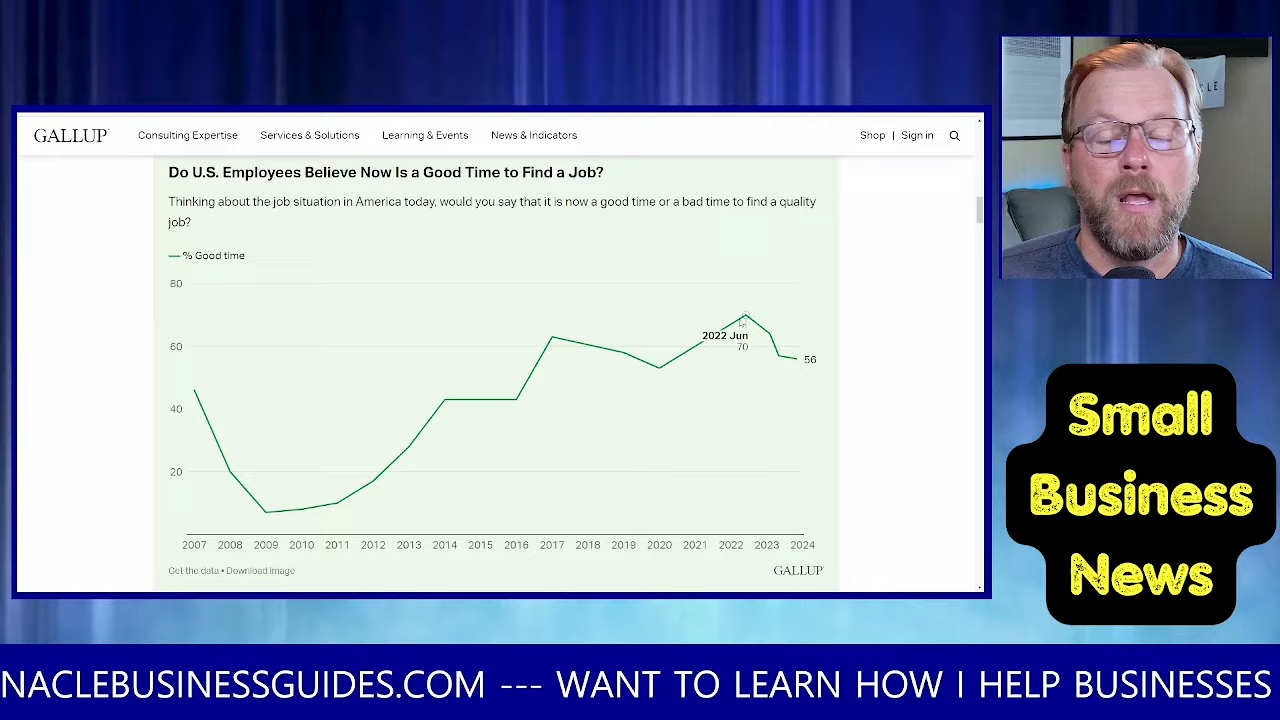 GALLUP
Consulting Expertise Services & Solutions Learning & Events News & Indicators Shop | Sign in
Do U.S. Employees Believe Now Is a Good Time to Find a Job?
Thinking about the job situation in America today, would you say that it is now a good time or a bad time to find a quality
job?
% Good time
80
60
40
20
2022 Jun
70
56
2007 2008 2009 2010 2011 2012 2013 2014 2015 2016 2017 2018 2019 2020 2021 2022 2023 2024
Get the data • Download image
GALLUP
Small
Business
News
NACLEBUSINESSGUIDES.COM --- WANT TO LEARN HOW I HELP BUSINESSES